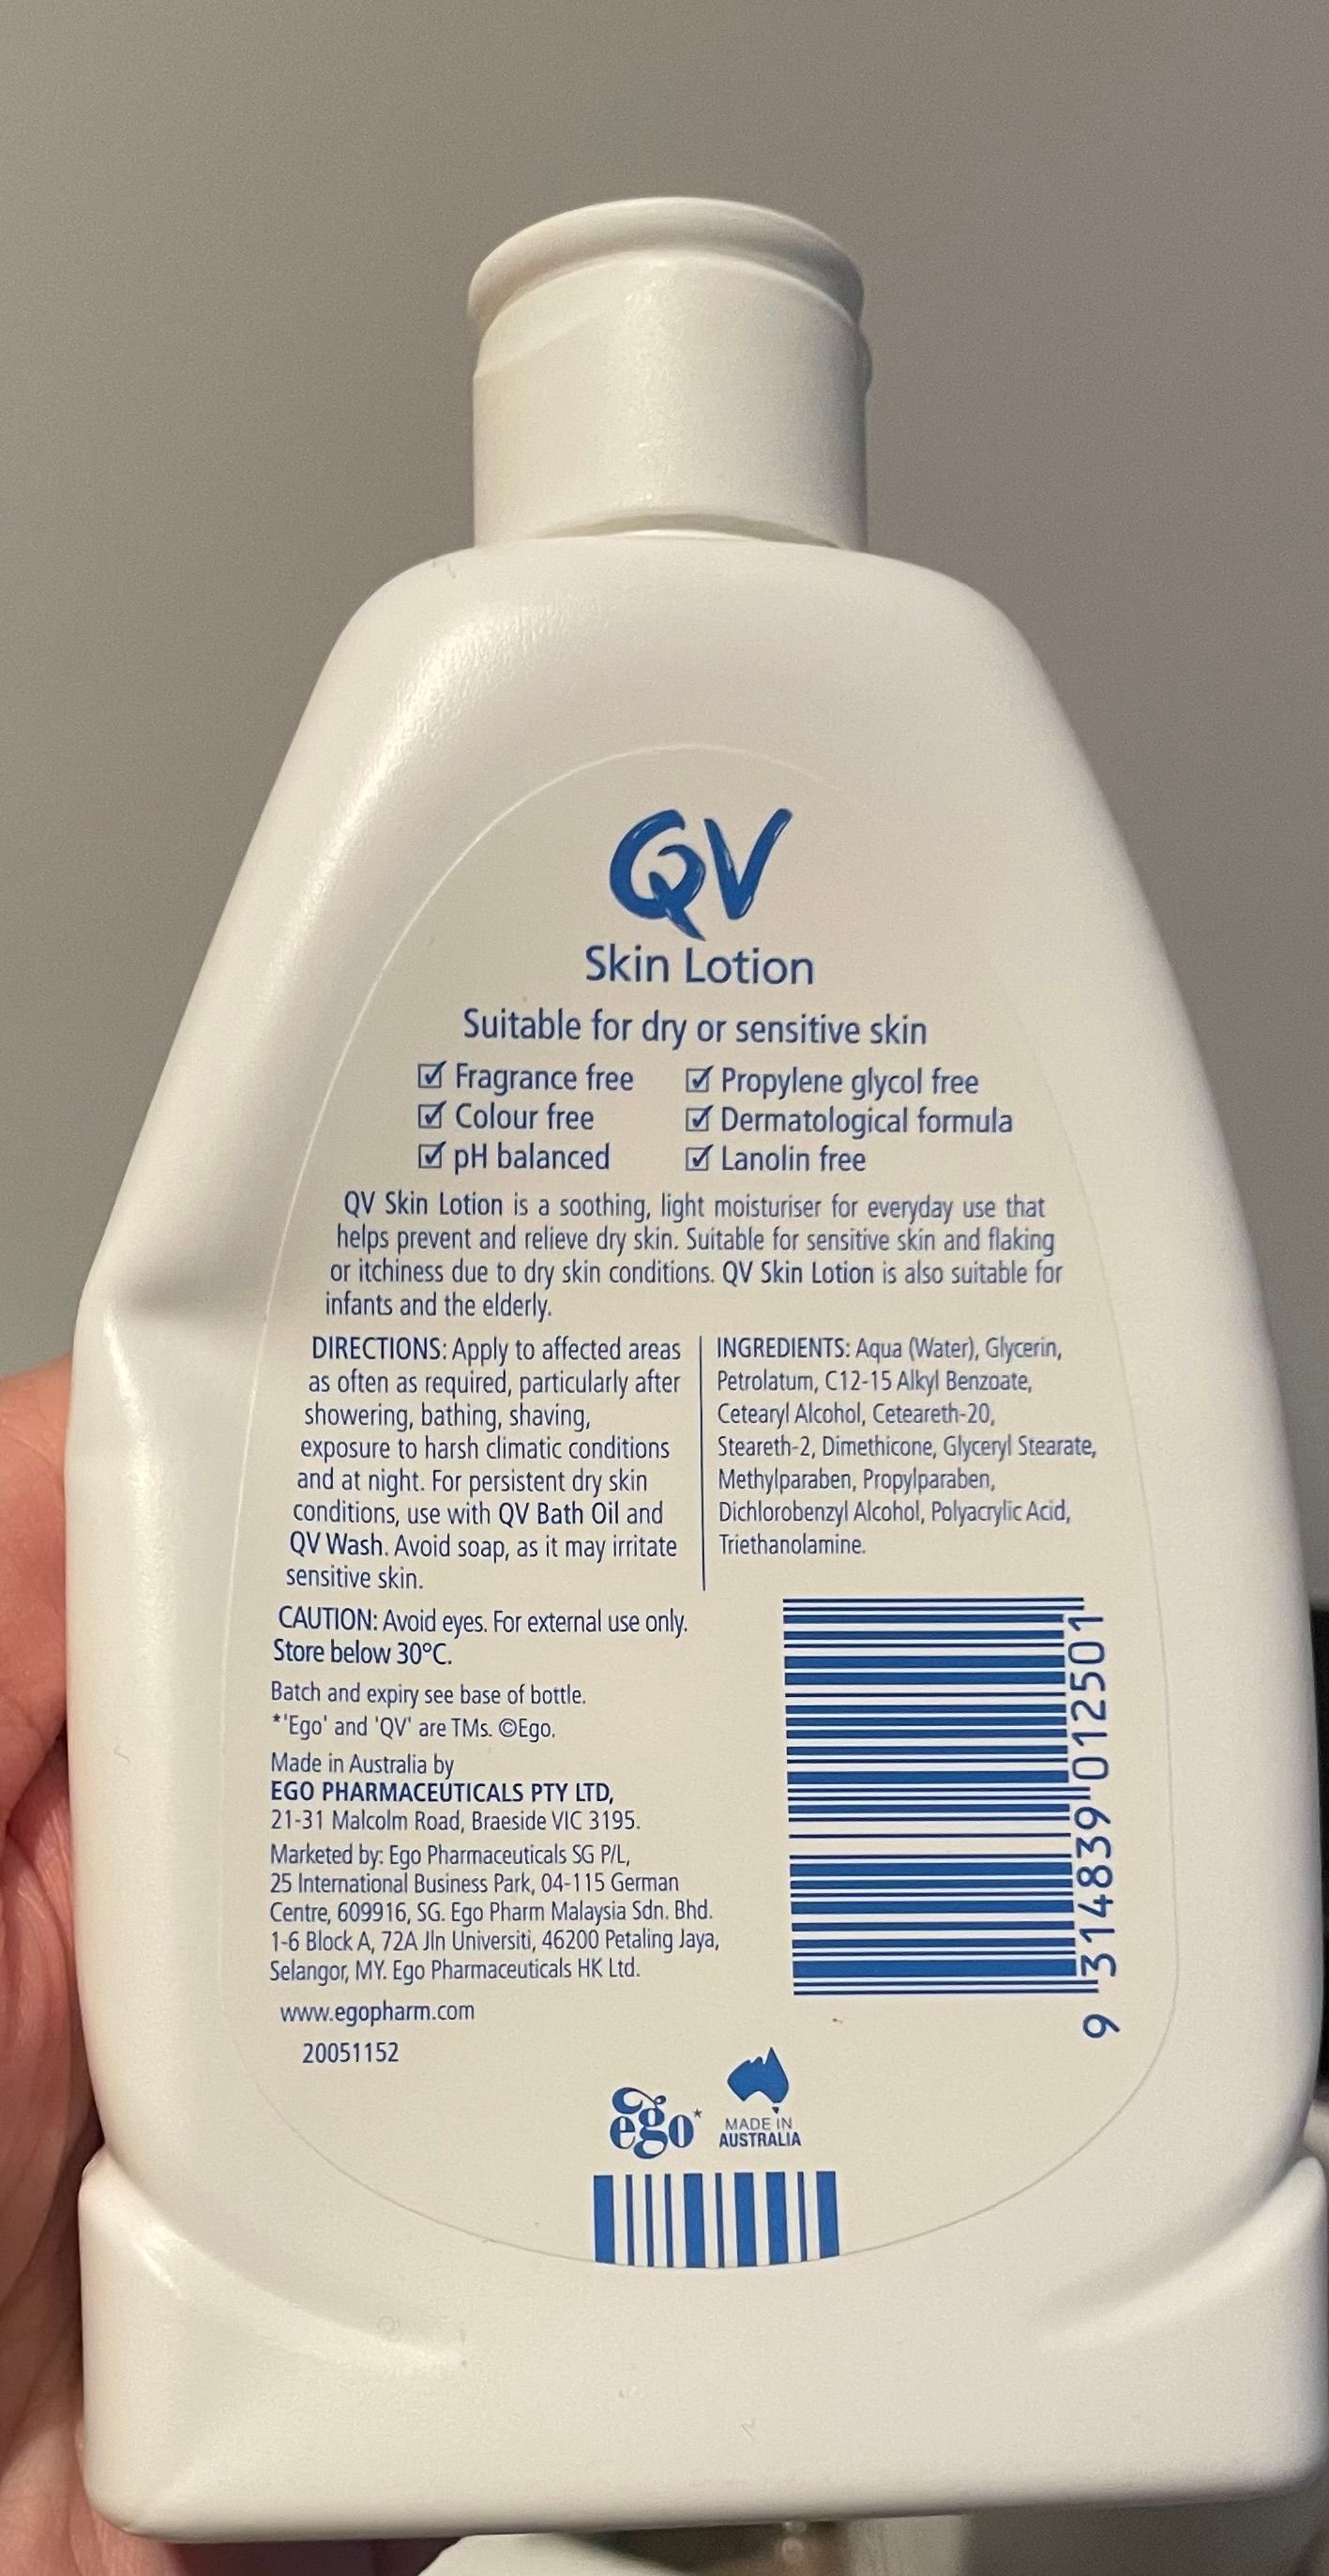 QV
Skin Lotion
Suitable for dry or sensitive skin
☑ Fragrance free
☑ Colour free
☑ pH balanced
☑ Propylene glycol free
☑ Dermatological formula
☑ Lanolin free
QV Skin Lotion is a soothing, light moisturiser for everyday use that
helps prevent and relieve dry skin. Suitable for sensitive skin and flaking
or itchiness due to dry skin conditions. QV Skin Lotion is also suitable for
infants and the elderly.
DIRECTIONS: Apply to affected areas
as often as required, particularly after
showering, bathing, shaving,
exposure to harsh climatic conditions
and at night. For persistent dry skin
conditions, use with QV Bath Oil and
QV Wash. Avoid soap, as it may irritate
sensitive skin.
INGREDIENTS: Aqua (Water), Glycerin,
Petrolatum, C12-15 Alkyl Benzoate,
Cetearyl Alcohol, Ceteareth-20,
Steareth-2, Dimethicone, Glyceryl Stearate,
Methylparaben, Propylparaben,
Dichlorobenzyl Alcohol, Polyacrylic Acid,
Triethanolamine.
CAUTION: Avoid eyes. For external use only.
Store below 30°C.
Batch and expiry see base of bottle.
*'Ego' and 'QV' are TMs. ©Ego.
Made in Australia by
EGO PHARMACEUTICALS PTY LTD,
21-31 Malcolm Road, Braeside VIC 3195.
Marketed by: Ego Pharmaceuticals SG P/L,
25 International Business Park, 04-115 German
Centre, 609916, SG. Ego Pharm Malaysia Sdn. Bhd.
1-6 Block A, 72A Jln Universiti, 46200 Petaling Jaya,
Selangor, MY. Ego Pharmaceuticals HK Ltd.
www.egopharm.com
20051152
9 314839 012501
ego*
MADE IN
AUSTRALIA